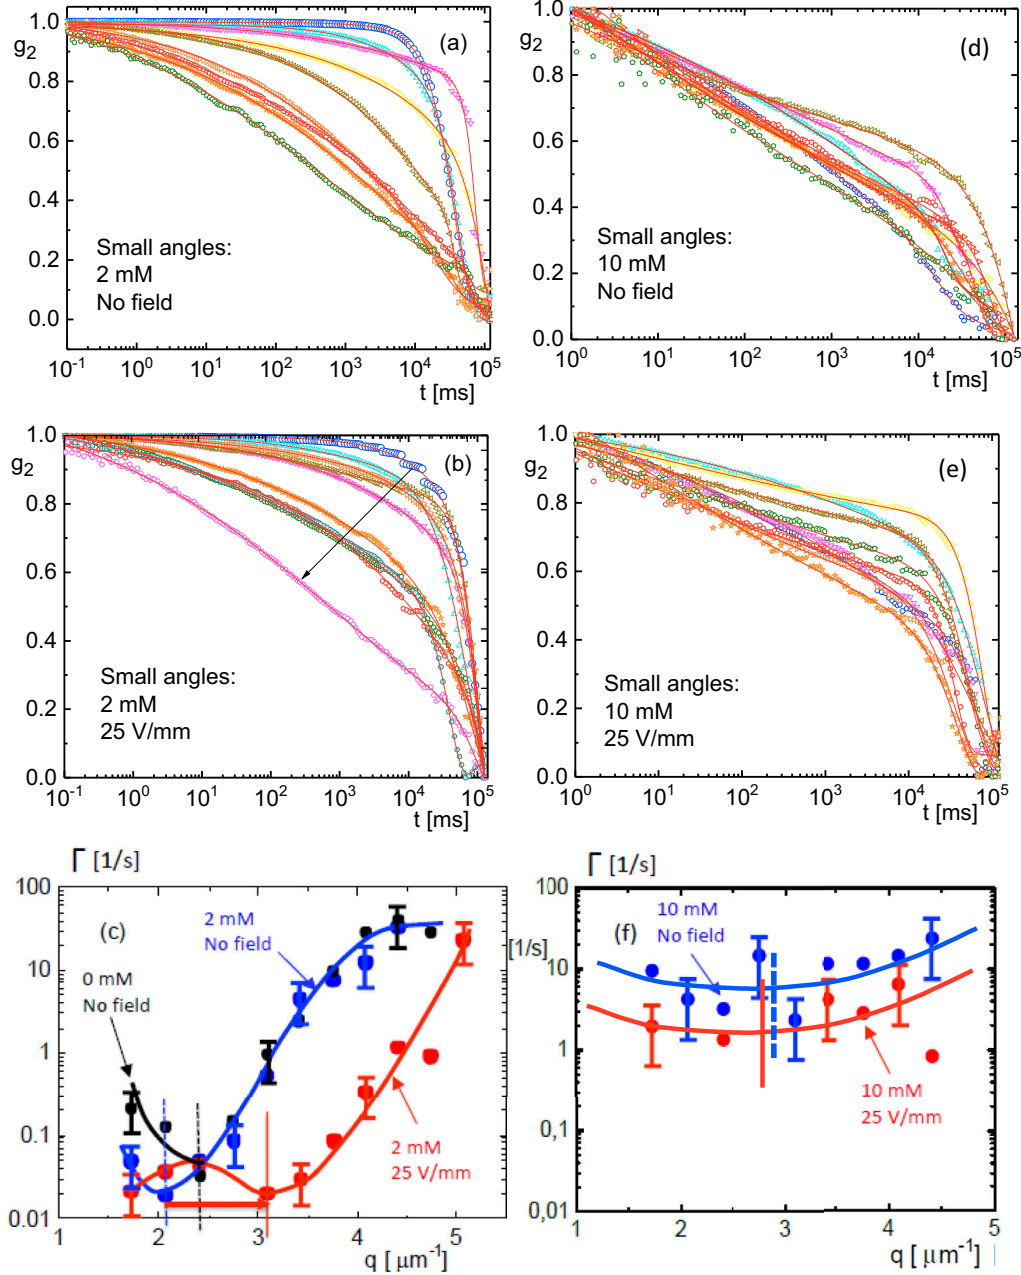 1.0
g2
0.8
0.6
0.4
0.2
0.0
(a)
Small angles:
2 mM
No field
10-1 100 101 102 103 104 105
t [ms]
1.0
g2
0.8
0.6
0.4
0.2
0.0
(d)
Small angles:
10 mM
No field
100 101 102 103 104 105
t [ms]
1.0
g2
0.8
0.6
0.4
0.2
0.0
(b)
Small angles:
2 mM
25 V/mm
10-1 100 101 102 103 104 105
t [ms]
1.0
g2
0.8
0.6
0.4
0.2
0.0
(e)
Small angles:
10 mM
25 V/mm
100 101 102 103 104 105
t [ms]
Γ [1/s]
100
10
1
0.1
0.01
(c)
2 mM
No field
0 mM
No field
2 mM
25 V/mm
1 2 3 4 5
q [ μm-1]
Γ [1/s]
100
[1/s]
10
1
0,1
0,01
(f)
10 mM
No field
10 mM
25 V/mm
1 2 3 4 5
q [ μm-1]